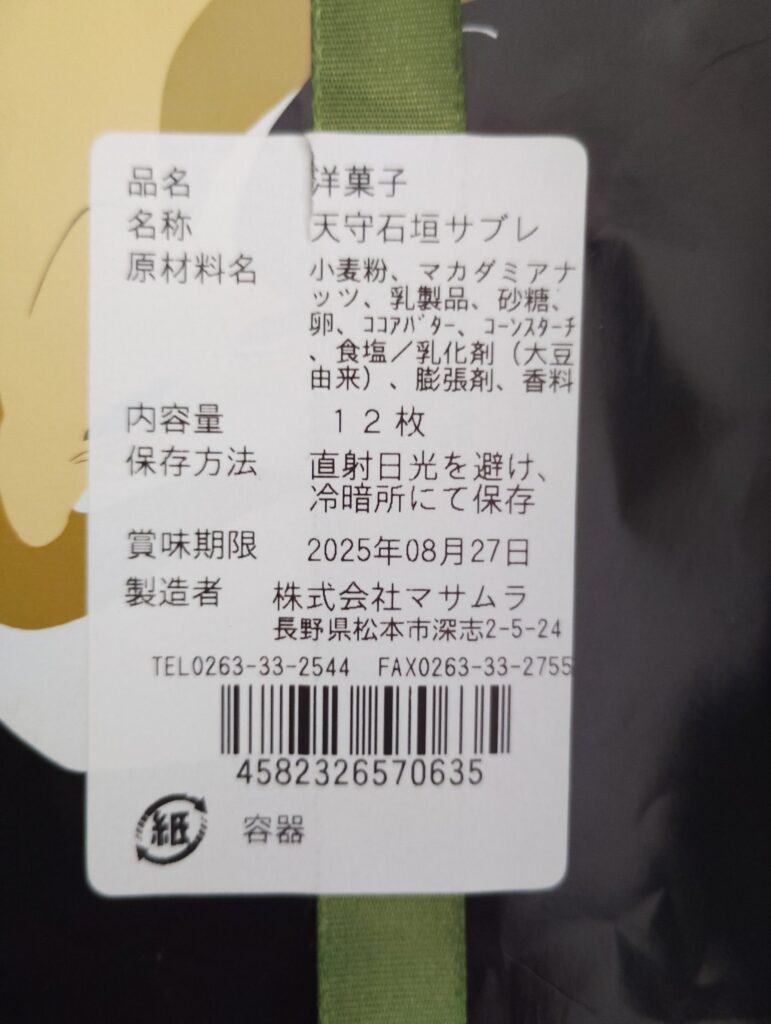 品名 洋菓子
名称 天守石垣サブレ
原材料名 小麦粉、マカダミアナ
ッツ、乳製品、砂糖、
卵、ココアバター、コーンスターチ
、食塩／乳化剤（大豆
由来）、膨張剤、香料
内容量 12枚
保存方法 直射日光を避け、
冷暗所にて保存
賞味期限 2025年08月27日
製造者 株式会社マサムラ
長野県松本市深志2-5-24
TEL0263-33-2544 FAX0263-33-2755
4582326570635
紙 容器